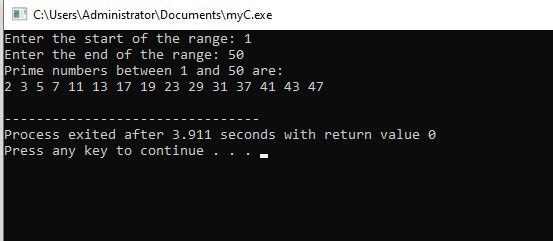 C:\Users\Administrator\Documents\myC.exe
Enter the start of the range: 1
Enter the end of the range: 50
Prime numbers between 1 and 50 are:
2 3 5 7 11 13 17 19 23 29 31 37 41 43 47
--------------------------------
Process exited after 3.911 seconds with return value 0
Press any key to continue . . .